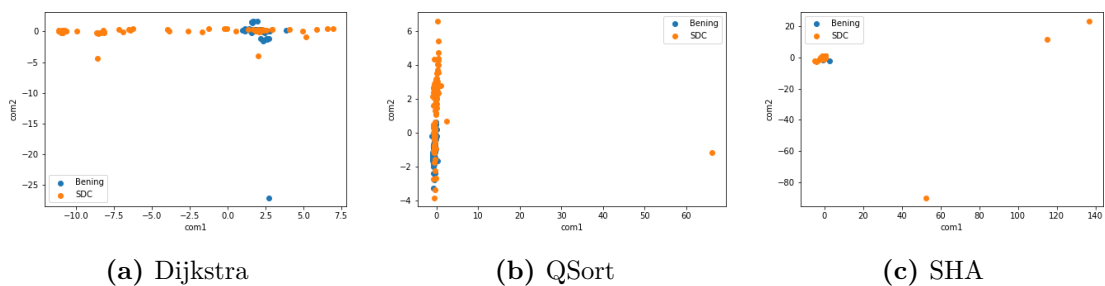 0
−5
−10
−15
−20
−25
com2
Bening
SDC
−10.0 −7.5 −5.0 −2.5 0.0 2.5 5.0 7.5
com1
6
4
2
0
−2
−4
com2
Bening
SDC
0 10 20 30 40 50 60
com1
20
0
−20
−40
−60
−80
com2
Bening
SDC
0 20 40 60 80 100 120 140
com1
(a) Dijkstra
(b) QSort
(c) SHA